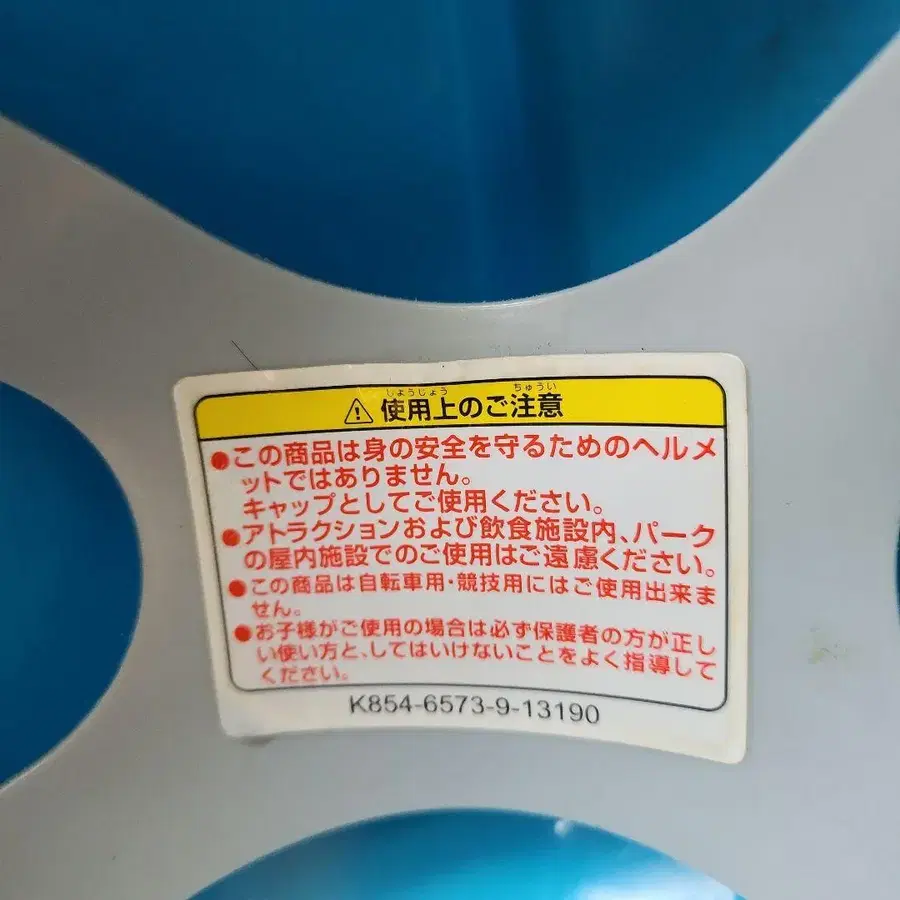 しようじよう ちゅうい
⚠ 使用上のご注意
●この商品は身の安全を守るためのヘルメ
ットではありません。
キャップとしてご使用ください。
●アトラクションおよび飲食施設内、パーク
の屋内施設でのご使用はご遠慮ください。
●この商品は自転車用・競技用にはご使用出来ま
せん。
●お子様がご使用の場合は必ず保護者の方が正し
い使い方と、してはいけないことをよく指導して
ください。
K854-6573-9-13190